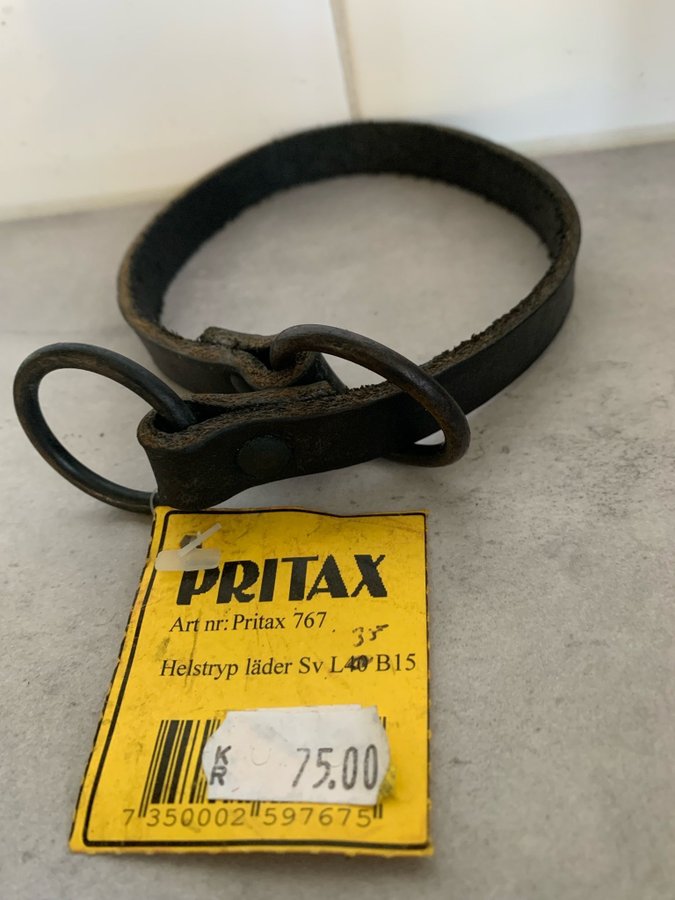 PRITAX
Art nr: Pritax 767
35
Helstryp läder Sv L40 B15
KR 75.00
7 350002 597675